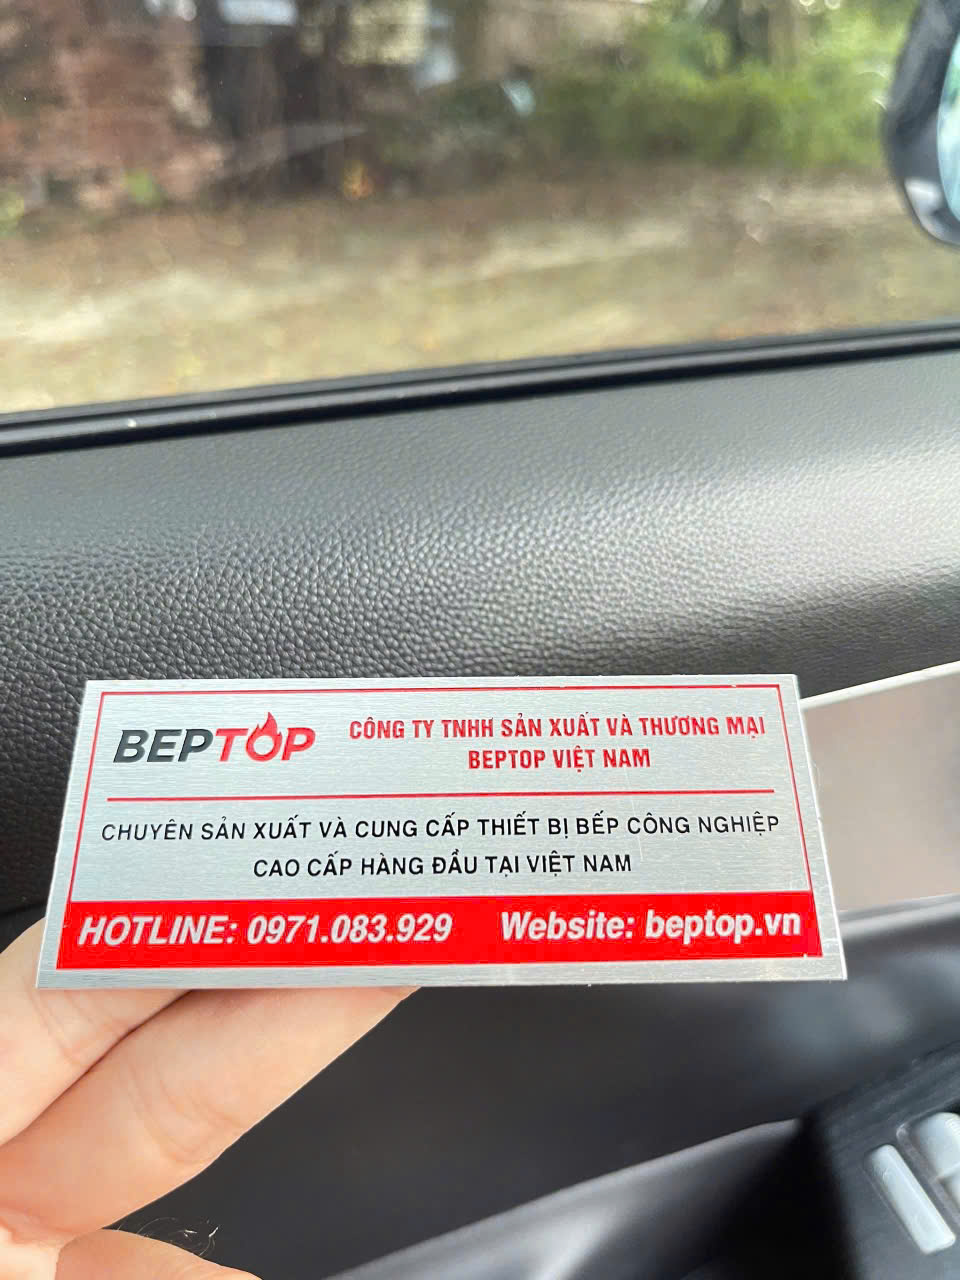 BEPTOP
CÔNG TY TNHH SẢN XUẤT VÀ THƯƠNG MẠI
BEPTOP VIỆT NAM
CHUYÊN SẢN XUẤT VÀ CUNG CẤP THIẾT BỊ BẾP CÔNG NGHIỆP
CAO CẤP HÀNG ĐẦU TẠI VIỆT NAM
HOTLINE: 0971.083.929 Website: beptop.vn